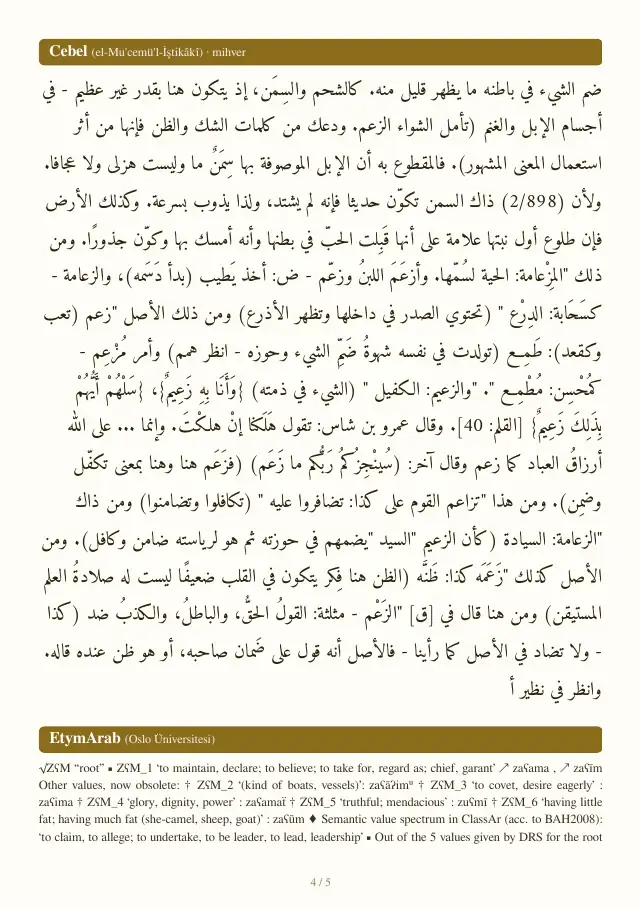 Cebel (el-Mu'cemü'l-İştikâkî) · mihver
ضم الشيء في باطنه ما يظهر قليل منه. كالشحم والسِمَن، إذ يتكون هنا بقدر غير عظيم - في
أجسام الإبل والغنم (تأمل الشواء الزعم. ودعك من كلمات الشك والظن فإنها من أثر
استعمال المعنى المشهور). فالمقطوع به أن الإبل الموصوفة بها سِمَنٌ ما وليست هزلى ولا عجافا.
ولأن (2/898) ذاك السمن تكوّن حديثا فإنه لم يشتد، ولذا يذوب بسرعة. وكذلك الأرض
فإن طلوع أول نبتها علامة على أنها قَبِلت الحبّ في بطنها وأنه أمسك بها وكوّن جذورًا. ومن
ذلك "المِزْعامة: الحية لسُمّها. وأزعَمَ اللبنُ وزعّم - ض: أخذ يَطيب (بدأ دَسَمه)، والزعامة -
كسَحَابة: الدِرْع " (تحتوي الصدر في داخلها وتظهر الأذرع) ومن ذلك الأصل "زعم (تعب
وكقعد): طَمِع (تولدت في نفسه شهوةُ ضَمِّ الشيء وحوزه - انظر همم) وأمر مُزْعِم -
كمُحْسِن: مُطْمِع ". "والزعيم: الكفيل " (الشيء في ذمته) {وَأَنَا بِهِ زَعِيمٌ}، {سَلْهُمْ أَيُّهُمْ
بِذَلِكَ زَعِيمٌ} [القلم: 40]. وقال عمرو بن شاس: تقول هَلَكنا إنْ هلكْتَ. وإنما ... على الله
أرزاقُ العباد كما زعم وقال آخر: (سُينْجِزُكُمُ رَبُّكم ما زَعَم) (فزَعَم هنا وهنا بمعنى تكفّل
وضمِن). ومن هذا "تزاعم القوم على كذا: تضافروا عليه " (تكافلوا وتضامنوا) ومن ذاك
"الزعامة: السيادة (كأن الزعيم "السيد "يضمهم في حوزته ثم هو لرياسته ضامن وكافل). ومن
الأصل كذلك "زَعَمَه كذا: ظَنَّه (الظن هنا فِكر يتكون في القلب ضعيفًا ليست له صلادةُ العلم
المستيقن) ومن هنا قال في [ق] "الزَعْم - مثلثة: القولُ الحقُّ، والباطلُ، والكذبُ ضد (كذا
- ولا تضاد في الأصل كما رأينا - فالأصل أنه قول على ضَمان صاحبه، أو هو ظن عنده قاله.
وانظر في نظير أ
EtymArab (Oslo Üniversitesi)
√ZʕM “root” ▪ ZʕM_1 ‘to maintain, declare; to believe; to take for, regard as; chief, garant’ ↗ zaʕama , ↗ zaʕīm
Other values, now obsolete: † ZʕM_2 ‘(kind of boats, vessels)’: zaʕāʔimᵘ † ZʕM_3 ‘to covet, desire eagerly’ :
zaʕima † ZʕM_4 ‘glory, dignity, power’ : zaʕamaẗ † ZʕM_5 ‘truthful; mendacious’ : zuʕmī † ZʕM_6 ‘having little
fat; having much fat (she-camel, sheep, goat)’ : zaʕūm ♦ Semantic value spectrum in ClassAr (acc. to BAH2008):
‘to claim, to allege; to undertake, to be leader, to lead, leadership’ ▪ Out of the 5 values given by DRS for the root
4 / 5